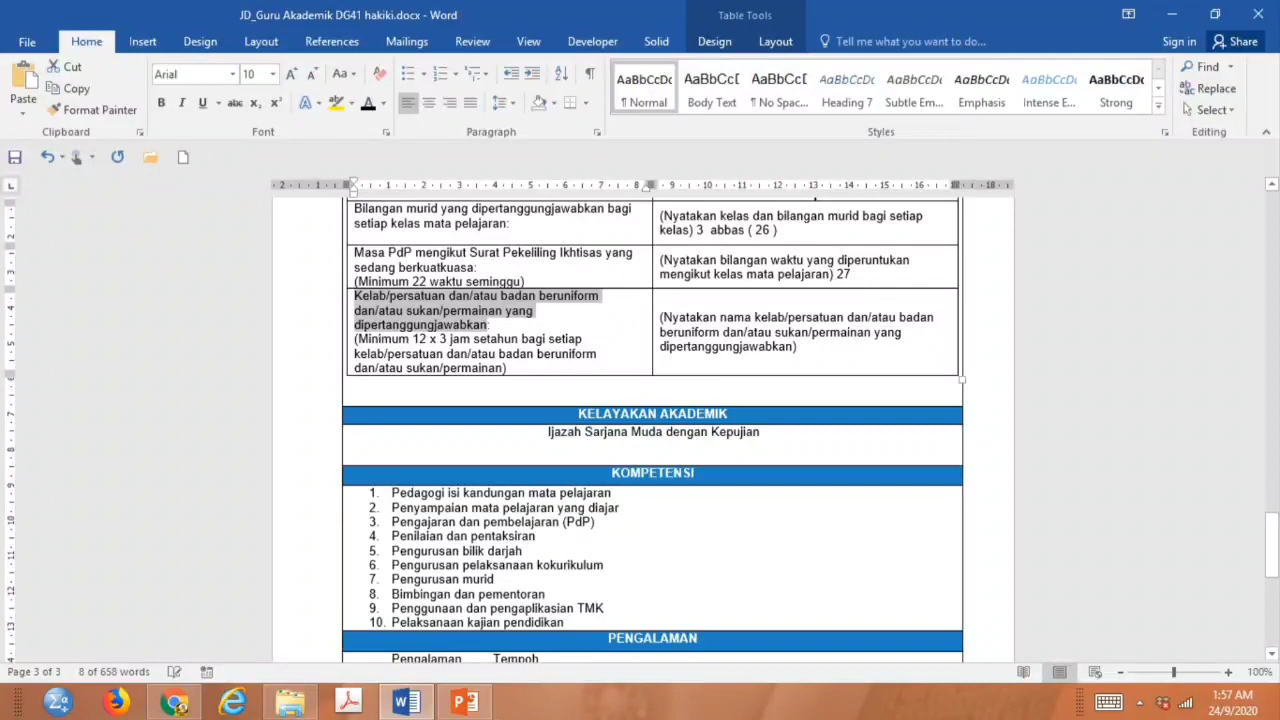 JD_Guru Akademik DG41 hakiki.docx - Word
Table Tools
File Home Insert Design Layout References Mailings Review View Developer Solid Design Layout Tell me what you want to do... Sign in Share
Paste
Cut
Copy
Format Painter
Clipboard
Arial 10
Font
Paragraph
AaBbCcDc AaBbCcI AaBbCcDc AaBbCcDc AaBbCcDc AaBbCcDc AaBbCcDc AaBbCcDc
¶ Normal Body Text ¶ No Spac... Heading 7 Subtle Em... Emphasis Intense E... Strong
Styles
Find
Replace
Select
Editing
Bilangan murid yang dipertanggungjawabkan bagi
setiap kelas mata pelajaran:
(Nyatakan kelas dan bilangan murid bagi setiap
kelas) 3 abbas ( 26 )
Masa PdP mengikut Surat Pekeliling Ikhtisas yang
sedang berkuatkuasa:
(Minimum 22 waktu seminggu)
(Nyatakan bilangan waktu yang diperuntukan
mengikut kelas mata pelajaran) 27
Kelab/persatuan dan/atau badan beruniform
dan/atau sukan/permainan yang
dipertanggungjawabkan:
(Minimum 12 x 3 jam setahun bagi setiap
kelab/persatuan dan/atau badan beruniform
dan/atau sukan/permainan)
(Nyatakan nama kelab/persatuan dan/atau badan
beruniform dan/atau sukan/permainan yang
dipertanggungjawabkan)
KELAYAKAN AKADEMIK
Ijazah Sarjana Muda dengan Kepujian
KOMPETENSI
1. Pedagogi isi kandungan mata pelajaran
2. Penyampaian mata pelajaran yang diajar
3. Pengajaran dan pembelajaran (PdP)
4. Penilaian dan pentaksiran
5. Pengurusan bilik darjah
6. Pengurusan pelaksanaan kokurikulum
7. Pengurusan murid
8. Bimbingan dan pementoran
9. Penggunaan dan pengaplikasian TMK
10. Pelaksanaan kajian pendidikan
PENGALAMAN
Pengalaman Tempoh
Page 3 of 3 8 of 658 words 100%
1:57 AM
24/9/2020